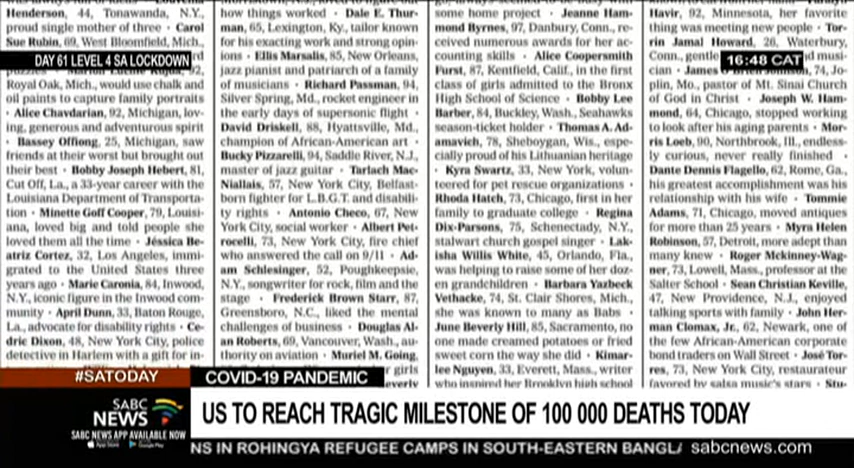 Henderson, 44, Tonawanda, N.Y.,
proud single mother of three • Carol
Sue Rubin, 69, West Bloomfield, Mich.,
DAY 61 LEVEL 4 SA LOCKDOWN
Royal Oak, Mich., would use chalk and
oil paints to capture family portraits
• Alice Chavdarian, 92, Michigan, lov-
ing, generous and adventurous spirit
• Bassey Offiong, 25, Michigan, saw
friends at their worst but brought out
their best • Bobby Joseph Hebert, 81,
Cut Off, La., a 33-year career with the
Louisiana Department of Transporta-
tion • Minette Goff Cooper, 79, Louisi-
ana, loved big and told people she
loved them all the time • Jéssica Be-
atriz Cortez, 32, Los Angeles, immi-
grated to the United States three
years ago • Marie Caronia, 84, Inwood,
N.Y., iconic figure in the Inwood com-
munity • April Dunn, 33, Baton Rouge,
La., advocate for disability rights • Ce-
dric Dixon, 48, New York City, police
detective in Harlem with a gift for in-
how things worked • Dale E. Thur-
man, 65, Lexington, Ky., tailor known
for his exacting work and strong opin-
ions • Ellis Marsalis, 85, New Orleans,
jazz pianist and patriarch of a family
of musicians • Richard Passman, 94,
Silver Spring, Md., rocket engineer in
the early days of supersonic flight •
David Driskell, 88, Hyattsville, Md.,
champion of African-American art •
Bucky Pizzarelli, 94, Saddle River, N.J.,
master of jazz guitar • Tarlach Mac-
Niallais, 57, New York City, Belfast-
born fighter for L.B.G.T. and disabili-
ty rights • Antonio Checo, 67, New
York City, social worker • Albert Pet-
rocelli, 73, New York City, fire chief
who answered the call on 9/11 • Ad-
am Schlesinger, 52, Poughkeepsie,
N.Y., songwriter for rock, film and the
stage • Frederick Brown Starr, 87,
Greensboro, N.C., liked the mental
challenges of business • Douglas Al-
an Roberts, 69, Vancouver, Wash., au-
thority on aviation • Muriel M. Going,
girls
everly
some home project • Jeanne Ham-
mond Byrnes, 97, Danbury, Conn., re-
ceived numerous awards for her ac-
counting skills • Alice Coopersmith
Furst, 87, Kentfield, Calif., in the first
class of girls admitted to the Bronx
High School of Science • Bobby Lee
Barber, 84, Buckley, Wash., Seahawks
season-ticket holder • Thomas A. Ad-
amavich, 78, Sheboygan, Wis., espe-
cially proud of his Lithuanian heritage
• Kyra Swartz, 33, New York, volun-
teered for pet rescue organizations •
Rhoda Hatch, 73, Chicago, first in her
family to graduate college • Regina
Dix-Parsons, 75, Schenectady, N.Y.,
stalwart church gospel singer • Lak-
isha Willis White, 45, Orlando, Fla.,
was helping to raise some of her doz-
en grandchildren • Barbara Yazbeck
Vethacke, 74, St. Clair Shores, Mich.,
she was known to many as Babs •
June Beverly Hill, 85, Sacramento, no
one made creamed potatoes or fried
sweet corn the way she did • Kimar-
lee Nguyen, 33, Everett, Mass., writer
who inspired her Brooklyn high school
Havir, 92, Minnesota, her favorite
thing was meeting new people • Tor-
rin Jamal Howard, 26, Waterbury,
Conn., gentle
16:48 CAT
cian • James
plin, Mo., pastor of Mt. Sinai Church
of God in Christ • Joseph W. Ham-
mond, 64, Chicago, stopped working
to look after his aging parents • Mor-
ris Loeb, 90, Northbrook, Ill., endless-
ly curious, never really finished •
Dante Dennis Flagello, 62, Rome, Ga.,
his greatest accomplishment was his
relationship with his wife • Tommie
Adams, 71, Chicago, moved antiques
for more than 25 years • Myra Helen
Robinson, 57, Detroit, more adept than
many knew • Roger Mckinney-Wag-
ner, 73, Lowell, Mass., professor at the
Salter School • Sean Christian Keville,
47, New Providence, N.J., enjoyed
talking sports with family • John Her-
man Clomax, Jr., 62, Newark, one of
the few African-American corporate
bond traders on Wall Street • José Tor-
res, 73, New York City, restaurateur
favored by salsa music's stars • Stu-
#SATODAY
COVID-19 PANDEMIC
SABC
NEWS
SABC NEWS APP AVAILABLE NOW
App Store Google Play
US TO REACH TRAGIC MILESTONE OF 100 000 DEATHS TODAY
NS IN ROHINGYA REFUGEE CAMPS IN SOUTH-EASTERN BANGLA
sabcnews.com